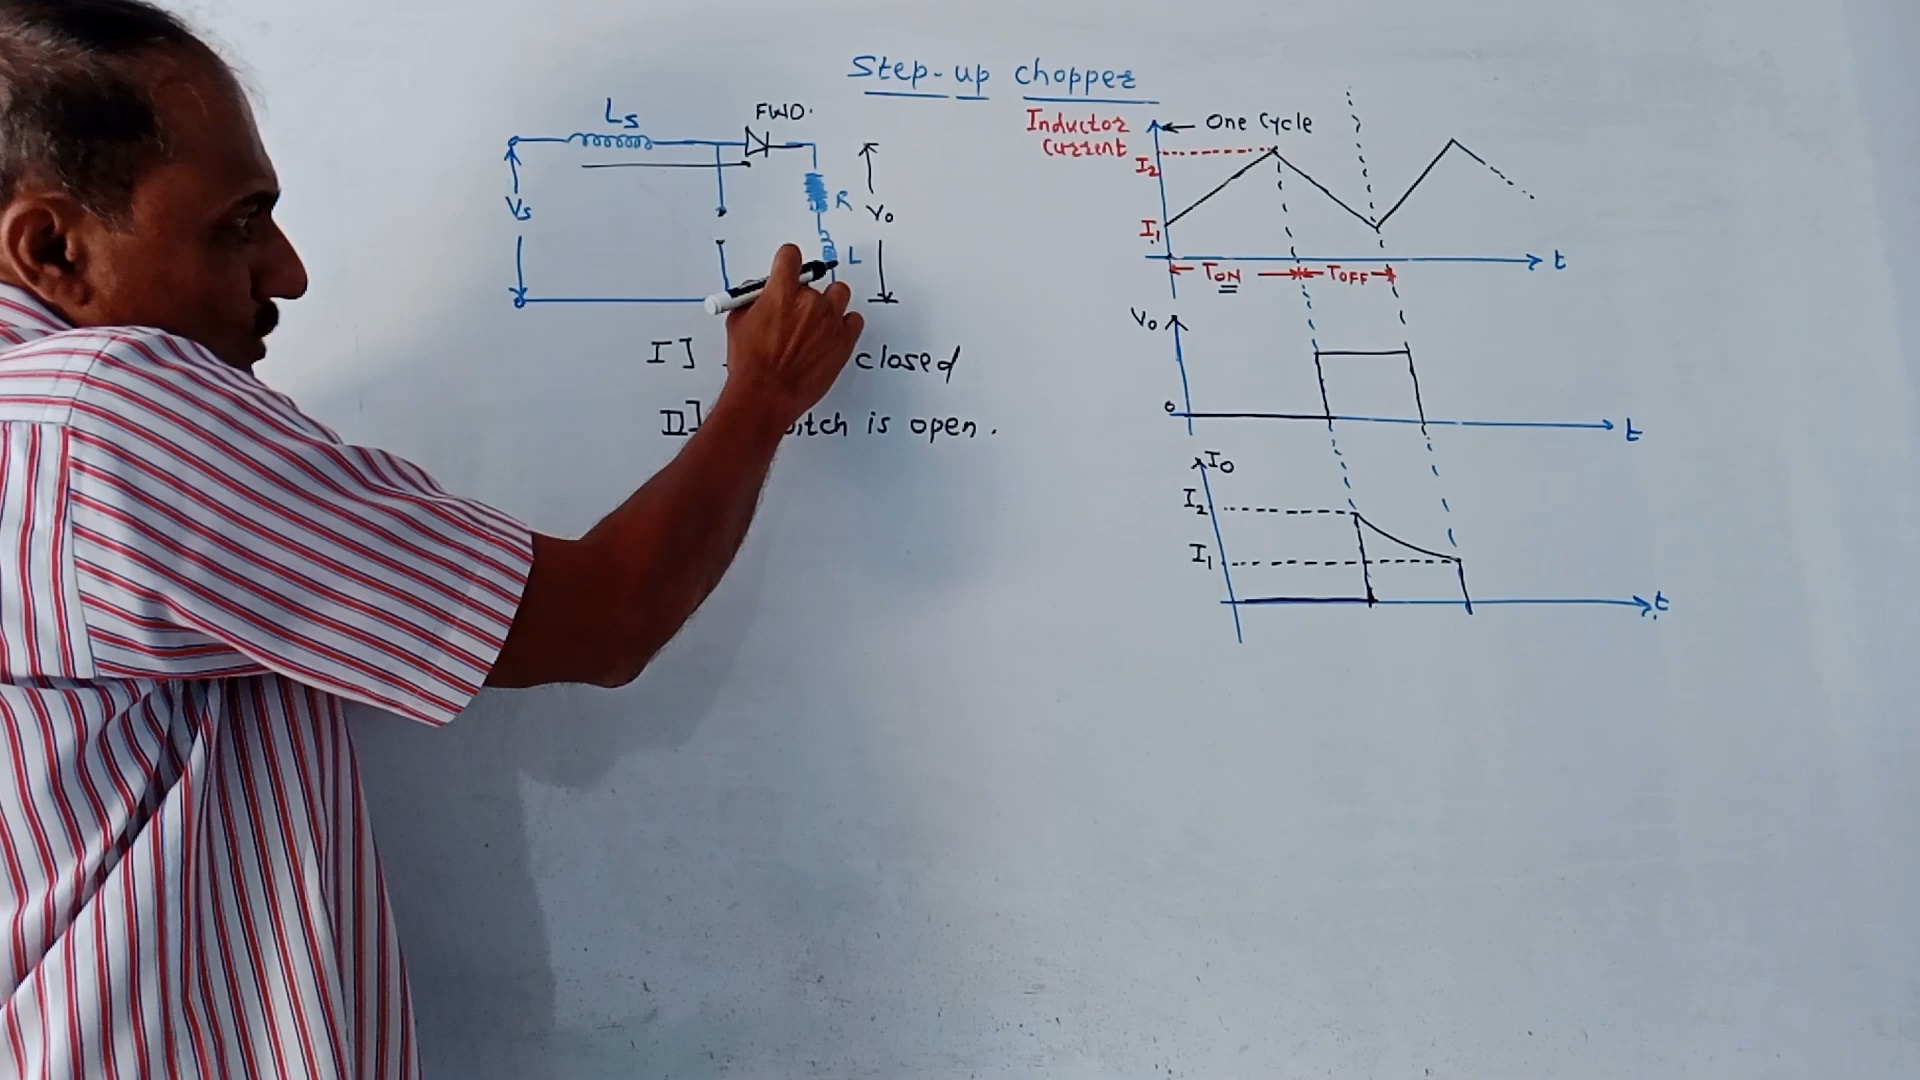 Step-up chopper
Ls
FWD.
Vs
R
L
Vo
I] closed
II] is open.
Inductor
current
One Cycle
I2
I1
TON
TOFF
t
Vo
0
t
Io
I2
I1
t